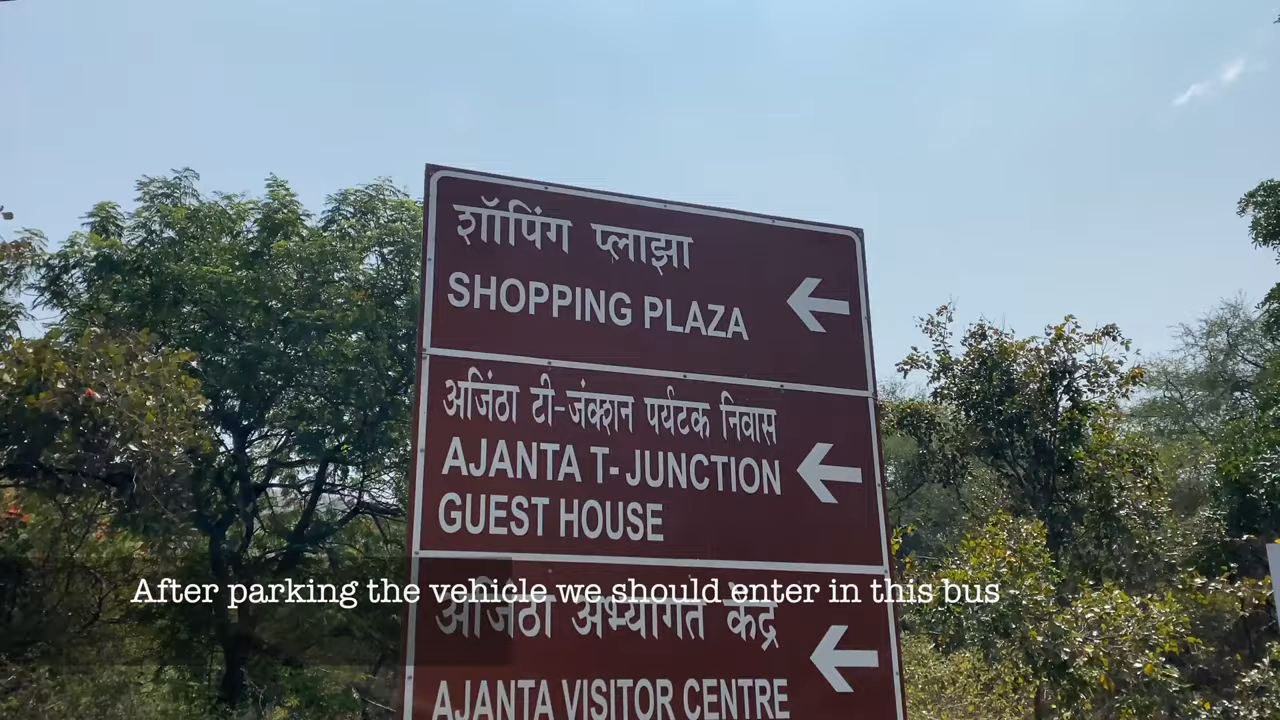 शॉपिंग प्लाझा
SHOPPING PLAZA
अजिंठा टी-जंक्शन पर्यटक निवास
AJANTA T-JUNCTION
GUEST HOUSE
After parking the vehicle we should enter in this bus
अजिंठा अभ्यागत केंद्र
AJANTA VISITOR CENTRE